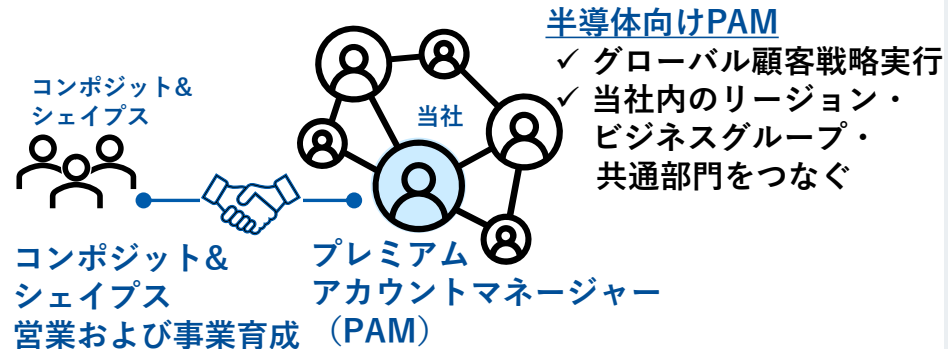 コンポジット&
シェイプス
当社
半導体向けPAM
✓ グローバル顧客戦略実行
✓ 当社内のリージョン・
ビジネスグループ・
共通部門をつなぐ
コンポジット&
シェイプス
営業および事業育成
プレミアム
アカウントマネージャー
（PAM）